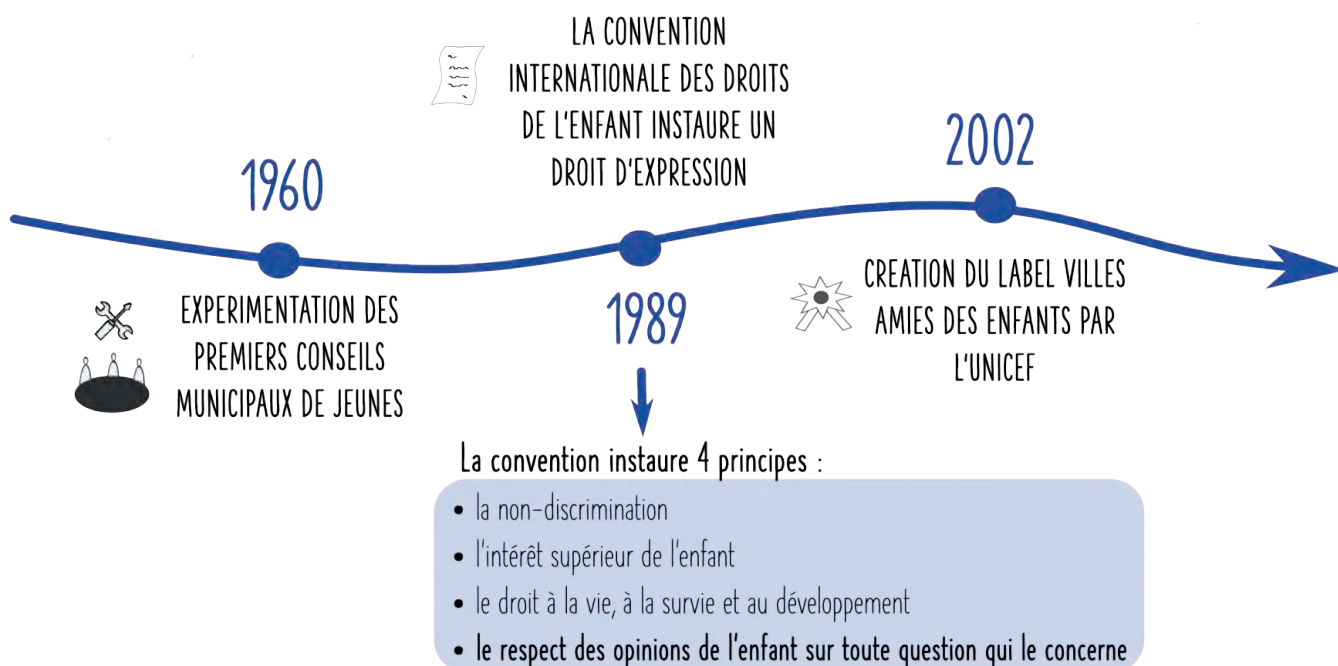 1960
EXPERIMENTATION DES
PREMIERS CONSEILS
MUNICIPAUX DE JEUNES
LA CONVENTION
INTERNATIONALE DES DROITS
DE L'ENFANT INSTAURE UN
DROIT D'EXPRESSION
1989
La convention instaure 4 principes :
• la non-discrimination
• l'intérêt supérieur de l'enfant
• le droit à la vie, à la survie et au développement
• le respect des opinions de l'enfant sur toute question qui le concerne
2002
CREATION DU LABEL VILLES
AMIES DES ENFANTS PAR
L'UNICEF